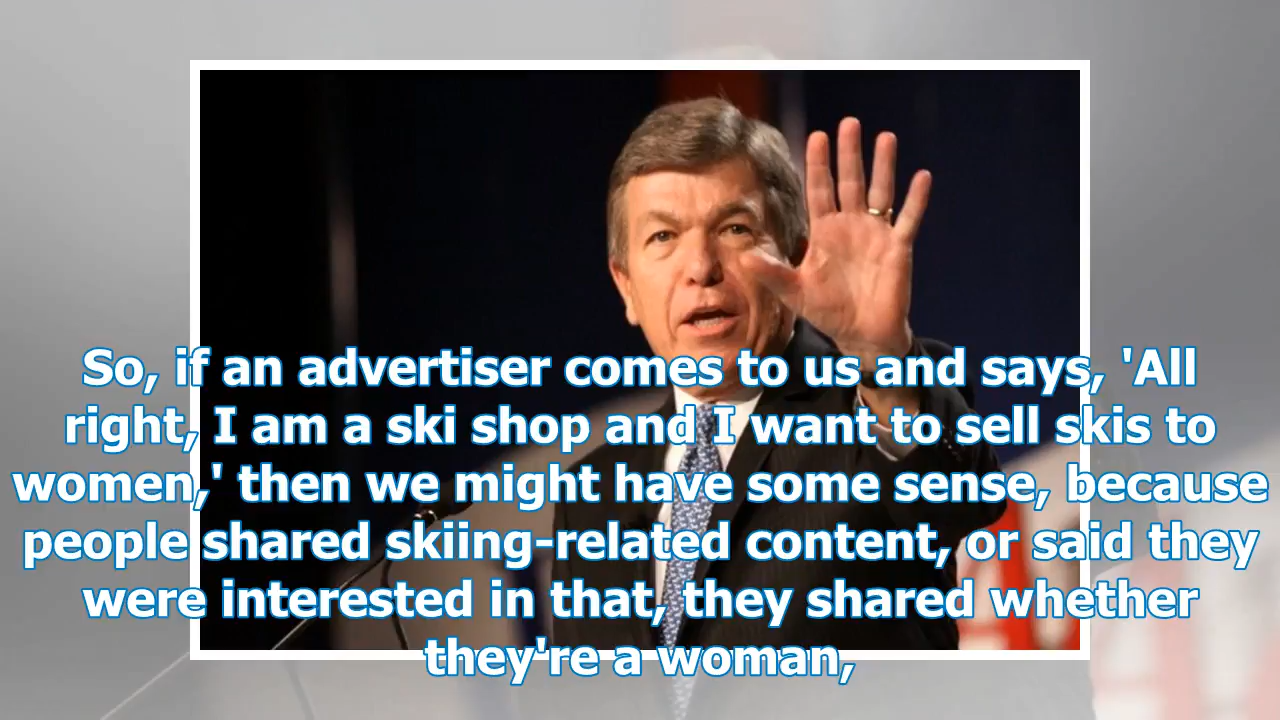 So, if an advertiser comes to us and says, 'All
right, I am a ski shop and I want to sell skis to
women,' then we might have some sense, because
people shared skiing-related content, or said they
were interested in that, they shared whether
they're a woman,